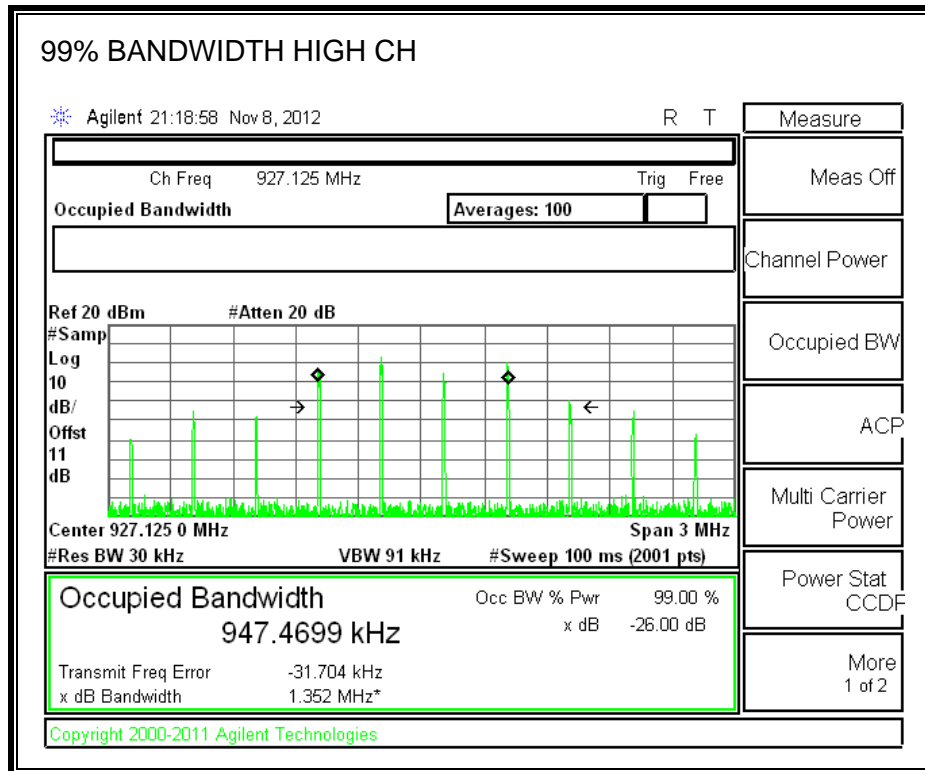 99% BANDWIDTH HIGH CH
Agilent 21:18:58 Nov 8, 2012 R T
Measure
Ch Freq 927.125 MHz Trig Free
Occupied Bandwidth Averages: 100
Meas Off
Channel Power
Occupied BW
ACP
Multi Carrier
Power
Power Stat
CCDF
More
1 of 2
Ref 20 dBm #Atten 20 dB
#Samp
Log
10
dB/
Offst
11
dB
Center 927.125 0 MHz Span 3 MHz
#Res BW 30 kHz VBW 91 kHz #Sweep 100 ms (2001 pts)
Occupied Bandwidth Occ BW % Pwr 99.00 %
947.4699 kHz x dB -26.00 dB
Transmit Freq Error -31.704 kHz
x dB Bandwidth 1.352 MHz*
Copyright 2000-2011 Agilent Technologies